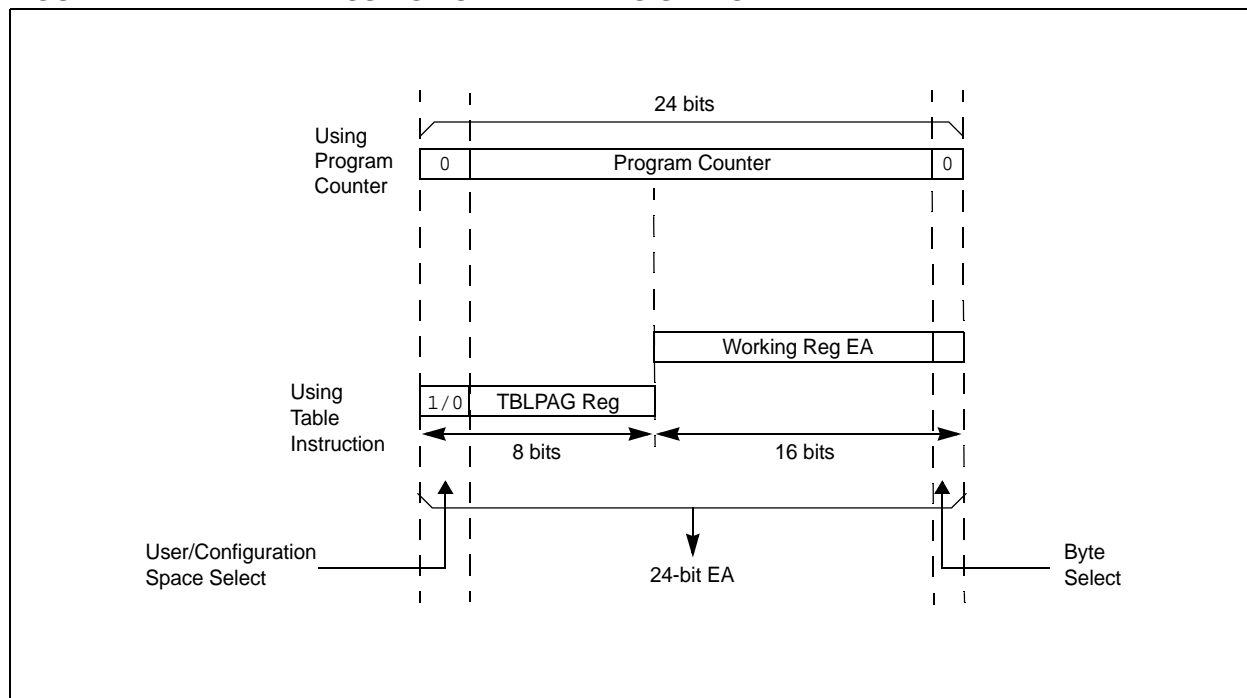 24 bits
Using
Program
Counter
0
Program Counter
0
Working Reg EA
Using
Table
Instruction
1/0
TBLPAG Reg
8 bits
16 bits
User/Configuration
Space Select
24-bit EA
Byte
Select